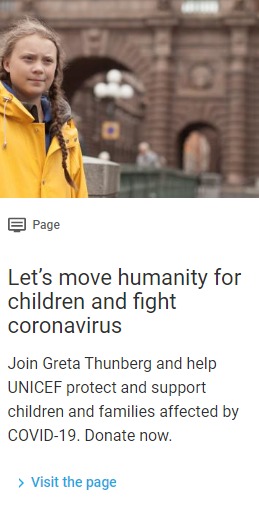 Page
Let’s move humanity for
children and fight
coronavirus
Join Greta Thunberg and help
UNICEF protect and support
children and families affected by
COVID-19. Donate now.
Visit the page